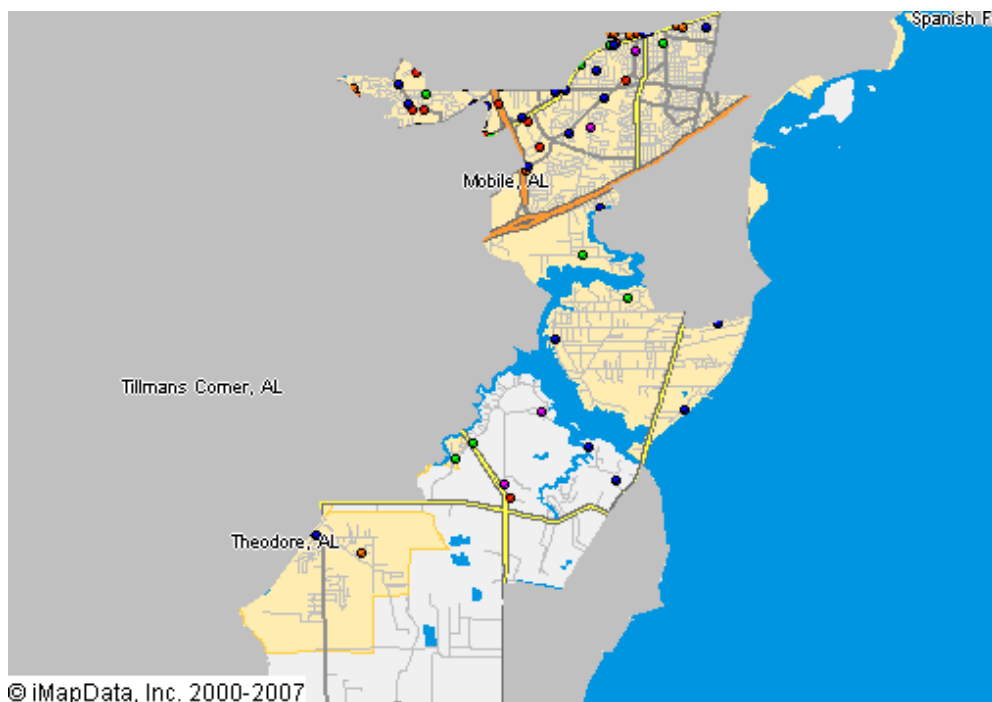 Spanish F
Mobile, AL
Tillmans Corner, AL
Theodore, AL
© iMapData, Inc. 2000-2007